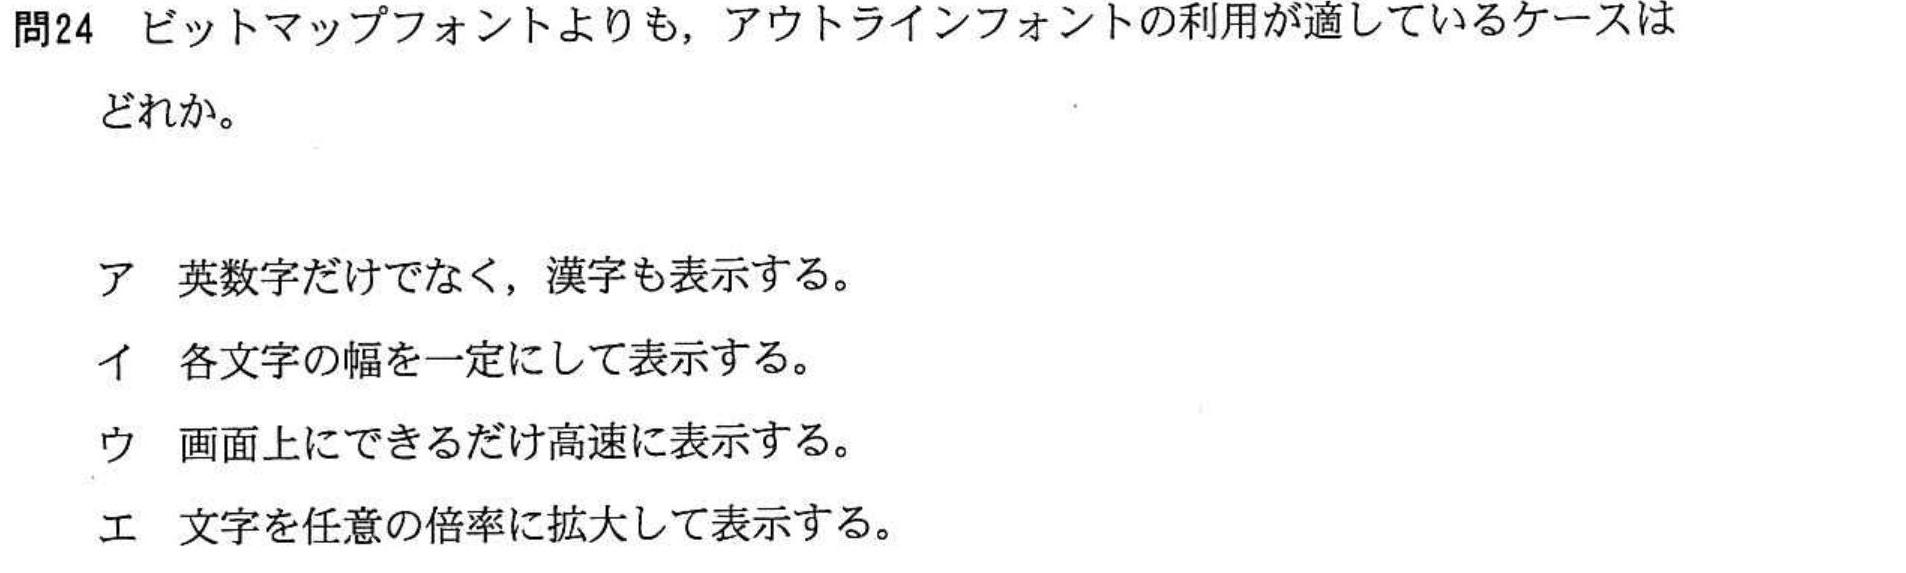 問24 ビットマップフォントよりも，アウトラインフォントの利用が適しているケースは
どれか。
ア 英数字だけでなく，漢字も表示する。
イ 各文字の幅を一定にして表示する。
ウ 画面上にできるだけ高速に表示する。
エ 文字を任意の倍率に拡大して表示する。